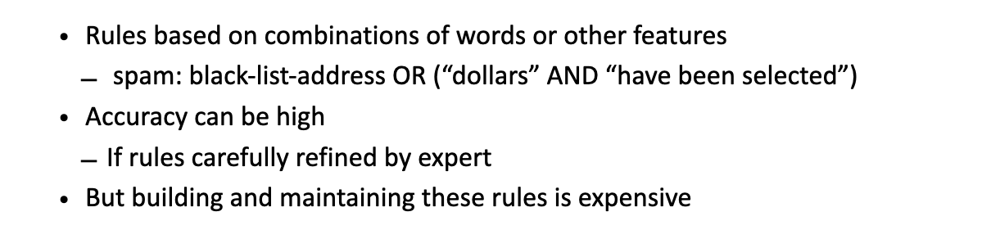 • Rules based on combinations of words or other features
– spam: black-list-address OR (“dollars” AND “have been selected”)
• Accuracy can be high
– If rules carefully refined by expert
• But building and maintaining these rules is expensive